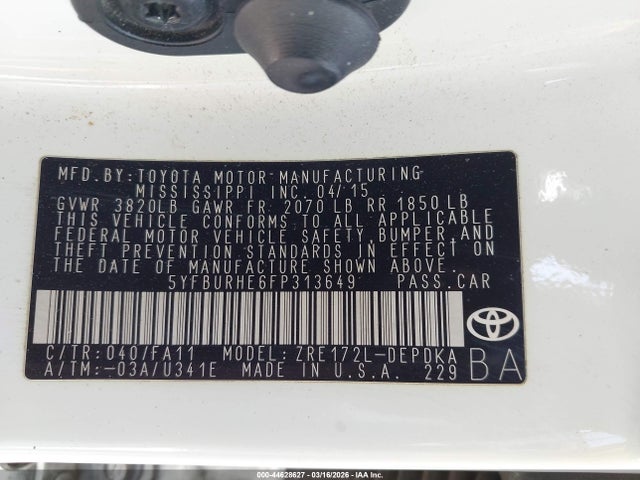 MFD.BY:TOYOTA MOTOR MANUFACTURING
MISSISSIPPI INC. 04/15
GVWR 3820LB GAWR FR 2070 LB RR 1850 LB
THIS VEHICLE CONFORMS TO ALL APPLICABLE
FEDERAL MOTOR VEHICLE SAFETY, BUMPER, AND
THEFT PREVENTION STANDARDS IN EFFECT ON
THE DATE OF MANUFACTURE SHOWN ABOVE.
5YFBURHE6FP313649 PASS.CAR
C/TR:040/FA11 MODEL: ZRE172L-DEPDKA
A/TM:-03A/U341E MADE IN U.S.A. 229
BA
000-44628627 - 03/16/2026 - IAA Inc.